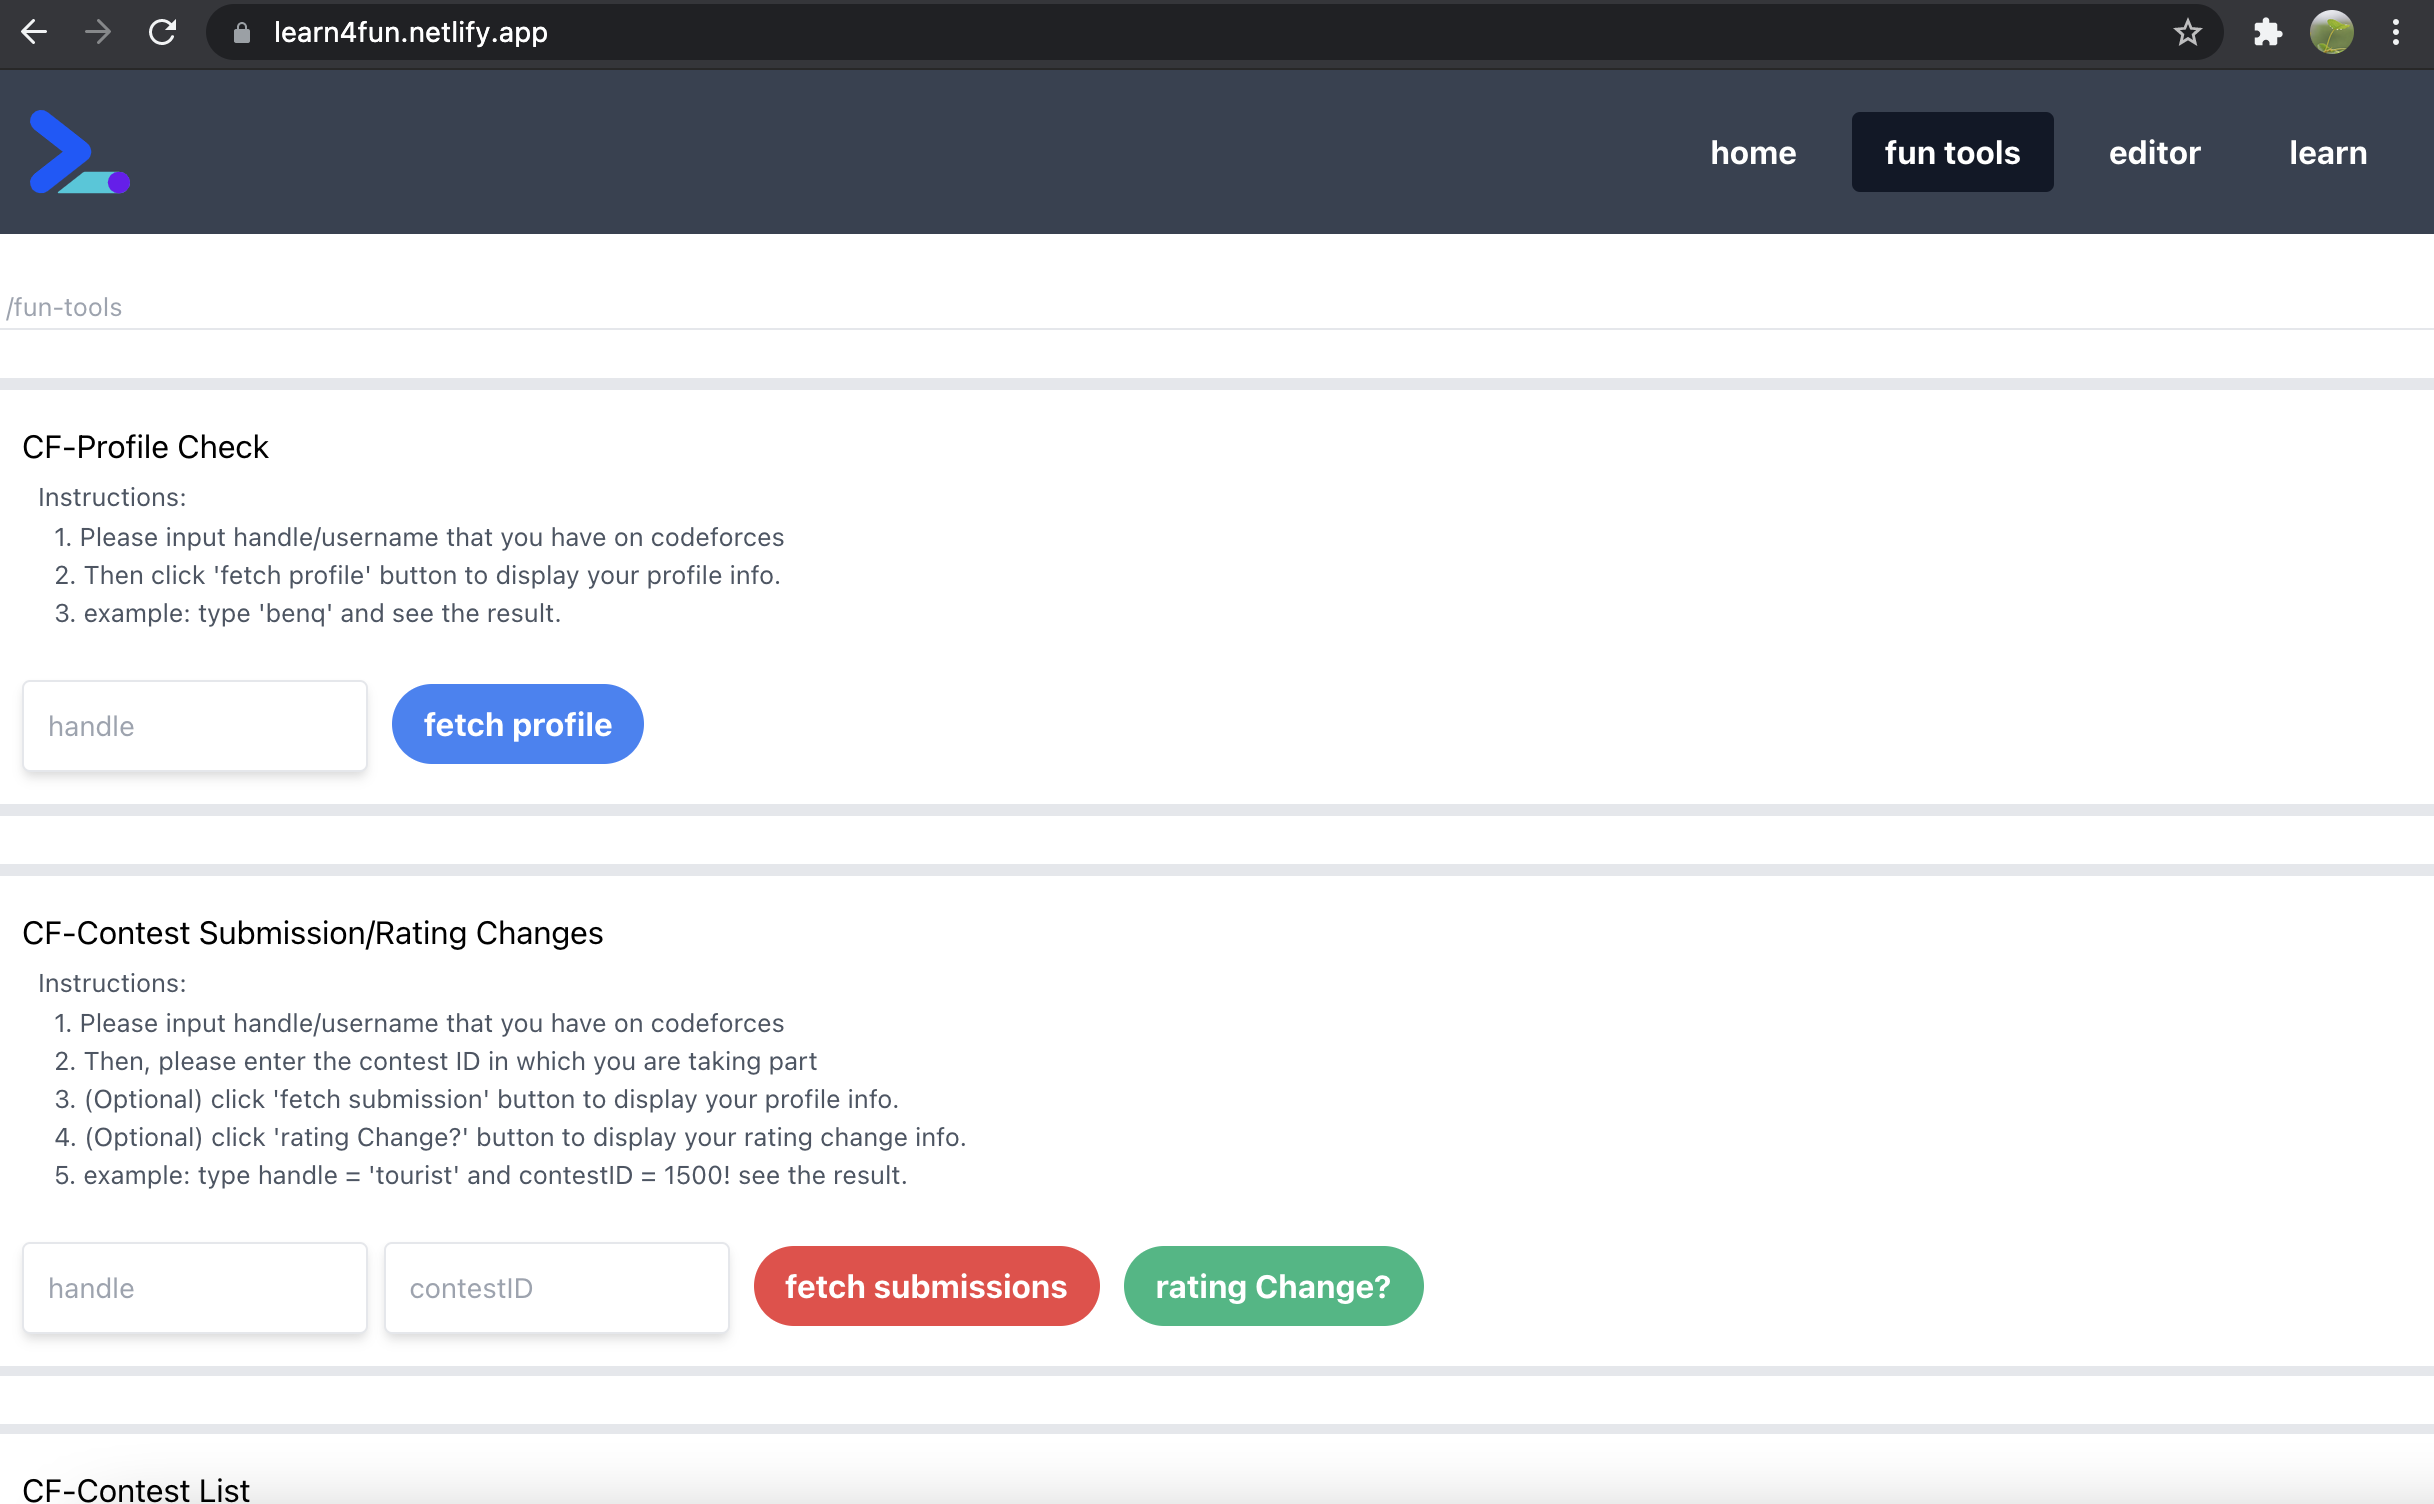 learn4fun.netlify.app
home fun tools editor learn
/fun-tools
CF-Profile Check
Instructions:
1. Please input handle/username that you have on codeforces
2. Then click 'fetch profile' button to display your profile info.
3. example: type 'benq' and see the result.
handle fetch profile
CF-Contest Submission/Rating Changes
Instructions:
1. Please input handle/username that you have on codeforces
2. Then, please enter the contest ID in which you are taking part
3. (Optional) click 'fetch submission' button to display your profile info.
4. (Optional) click 'rating Change?' button to display your rating change info.
5. example: type handle = 'tourist' and contestID = 1500! see the result.
handle contestID fetch submissions rating Change?
CF-Contest List